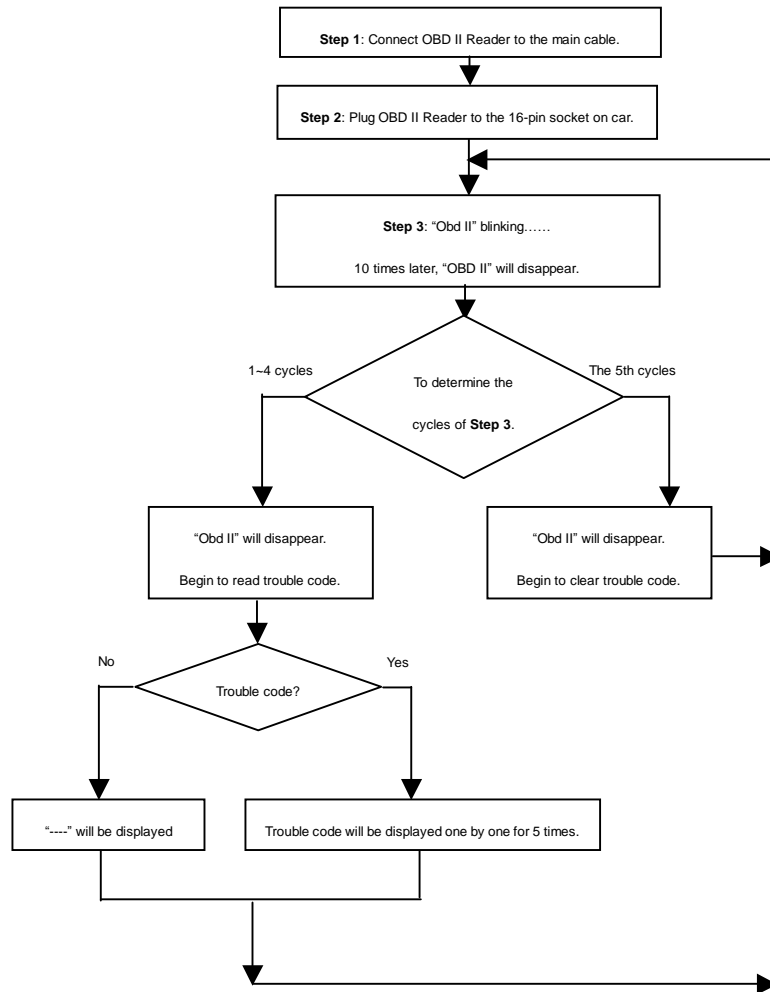 Step 1: Connect OBD II Reader to the main cable.
Step 2: Plug OBD II Reader to the 16-pin socket on car.
Step 3: “Obd II” blinking……
10 times later, “OBD II” will disappear.
1~4 cycles
The 5th cycles
To determine the
cycles of Step 3.
“Obd II” will disappear.
Begin to read trouble code.
“Obd II” will disappear.
Begin to clear trouble code.
No
Yes
Trouble code?
“----” will be displayed
Trouble code will be displayed one by one for 5 times.